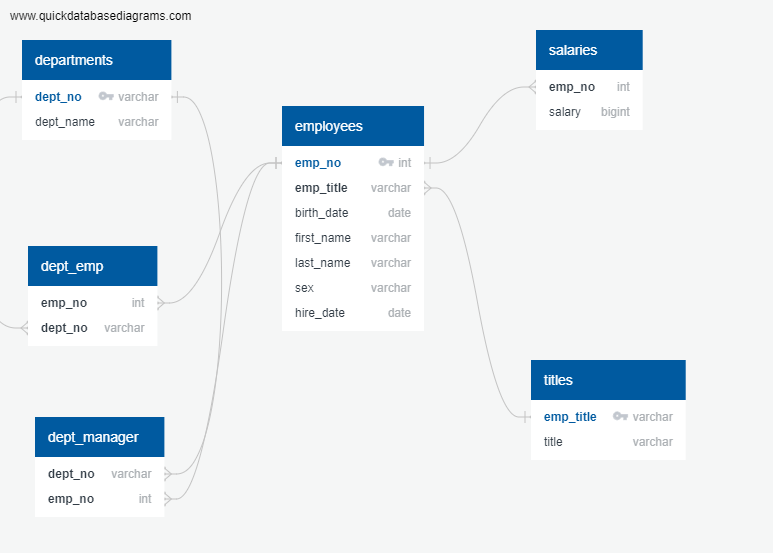 www.quickdatabasediagrams.com
departments
dept_no varchar
dept_name varchar
dept_emp
emp_no int
dept_no varchar
dept_manager
dept_no varchar
emp_no int
employees
emp_no int
emp_title varchar
birth_date date
first_name varchar
last_name varchar
sex varchar
hire_date date
salaries
emp_no int
salary bigint
titles
emp_title varchar
title varchar